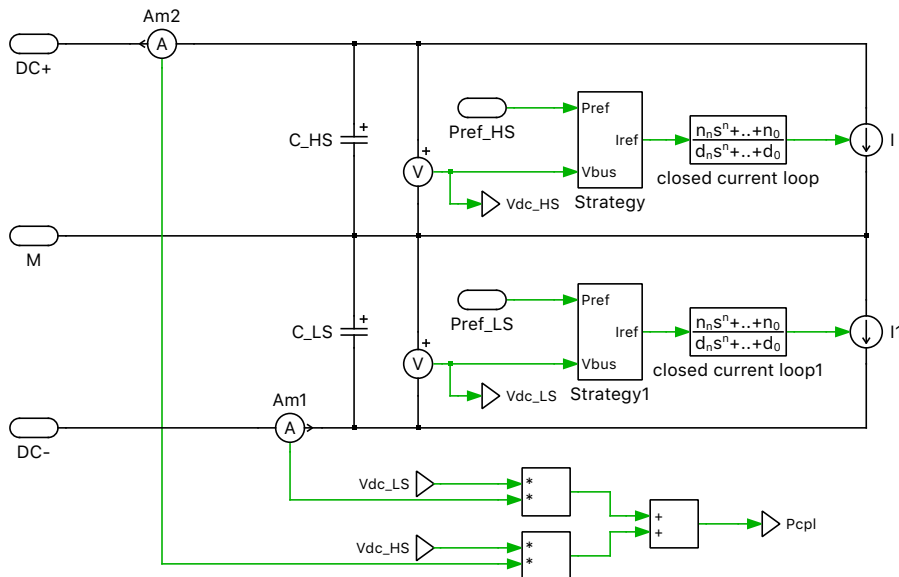 Am2
A
DC+
+
C_HS
Pref_HS
Pref
Iref
Vbus
Strategy
nₙsⁿ+..+n₀
dₙsⁿ+..+d₀
closed current loop
I
+
V
Vdc_HS
M
+
C_LS
Pref_LS
Pref
Iref
Vbus
Strategy1
nₙsⁿ+..+n₀
dₙsⁿ+..+d₀
closed current loop1
+
V
Vdc_LS
Am1
A
DC-
Vdc_LS
*
*
+
+
Pcpl
Vdc_HS
*
*